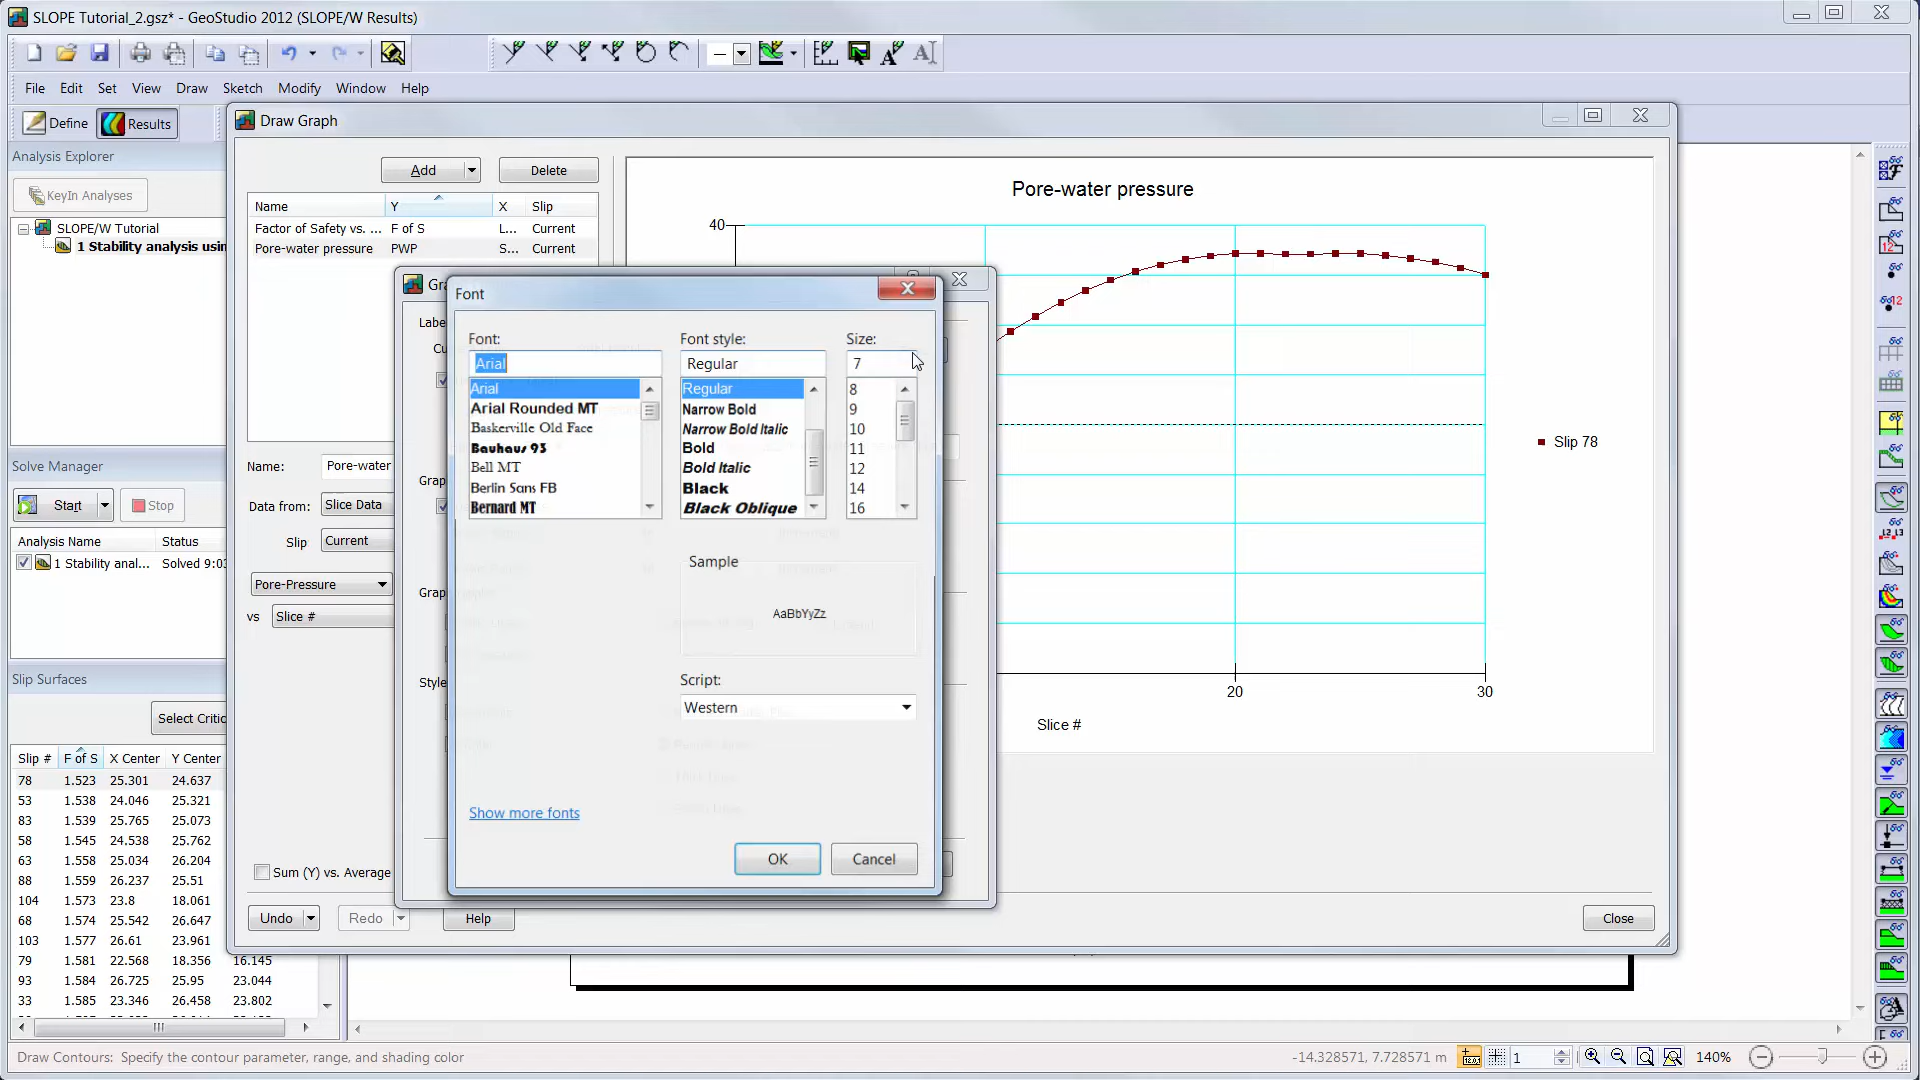 SLOPE Tutorial_2.gsz* - GeoStudio 2012 (SLOPE/W Results)
File Edit Set View Draw Sketch Modify Window Help
Define Results
Draw Graph
Analysis Explorer
KeyIn Analyses
SLOPE/W Tutorial
1 Stability analysis usin
Add Delete
Name Y X Slip
Factor of Safety vs. ... F of S L... Current
Pore-water pressure PWP S... Current
Pore-water pressure
40
20
30
Slice #
Slip 78
Font
Font: Font style: Size:
Arial Regular 7
Arial Regular 8
Arial Rounded MT Narrow Bold 9
Baskerville Old Face Narrow Bold Italic 10
Bauhaus 93 Bold 11
Bell MT Bold Italic 12
Berlin Sans FB Black 14
Bernard MT Black Oblique 16
Sample
AaBbYyZz
Script:
Western
Show more fonts
OK Cancel
Name: Pore-water
Data from: Slice Data
Slip Current
Pore-Pressure
vs Slice #
Sum (Y) vs. Average
Undo Redo Help Close
Solve Manager
Start Stop
Analysis Name Status
1 Stability anal... Solved 9:03
Slip Surfaces
Select Critic
Slip # F of S X Center Y Center
78 1.523 25.301 24.637
53 1.538 24.046 25.321
83 1.539 25.765 25.073
58 1.545 24.538 25.762
63 1.558 25.034 26.204
88 1.559 26.237 25.51
104 1.573 23.8 18.061
68 1.574 25.542 26.647
103 1.577 26.61 23.961
79 1.581 22.568 18.356 16.145
93 1.584 26.725 25.95 23.044
33 1.585 23.346 26.458 23.802
Draw Contours: Specify the contour parameter, range, and shading color
-14.328571, 7.728571 m 1 140%